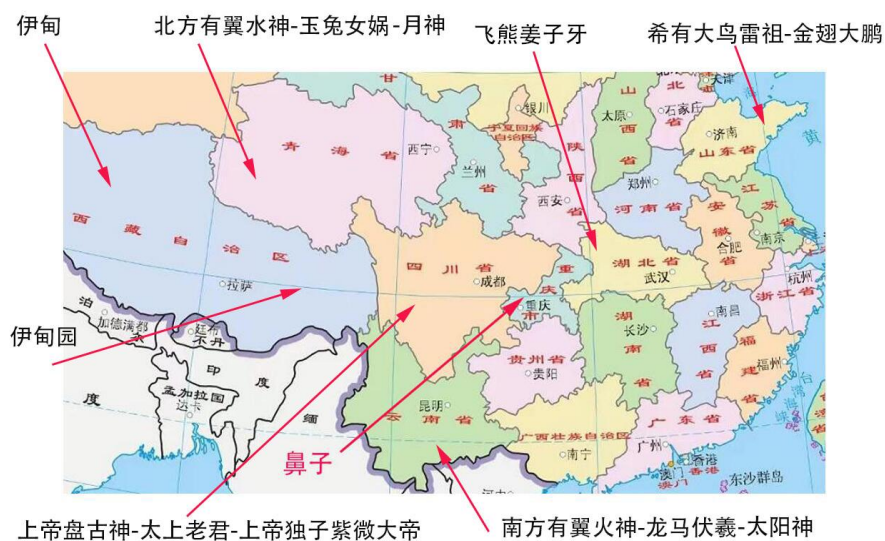 伊甸
北方有翼水神-玉兔女娲-月神
飞熊姜子牙
希有大鸟雷祖-金翅大鹏
甘肃省
银川
宁夏回族自治区
山西省
太原
石家庄
天津
黄
青海省
西宁
兰州
陕西省
西安
济南
山东省
郑州
河南省
江苏省
安徽省
合肥
南京
西藏自治区
拉萨
四川省
成都
重庆市
重庆
湖北省
武汉
杭州
浙江省
伊甸园
泊
加德满都
廷布
不丹
印度
孟加拉国
达卡
度
缅
贵州省
贵阳
湖南省
长沙
南昌
江西省
福建省
福州
台
海
云南省
昆明
广西壮族自治区
南宁
广东省
广州
香港
香港
澳门
澳门
东沙群岛
鼻子
上帝盘古神-太上老君-上帝独子紫微大帝
南方有翼火神-龙马伏羲-太阳神